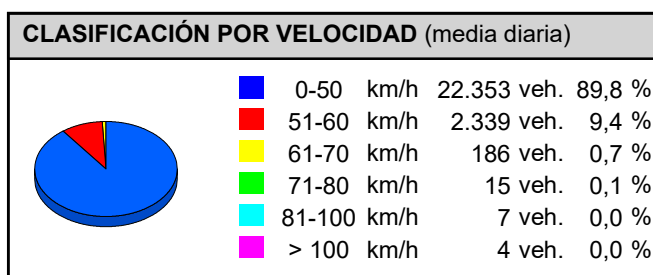 CLASIFICACIÓN POR VELOCIDAD (media diaria)
0-50 km/h 22.353 veh. 89,8 %
51-60 km/h 2.339 veh. 9,4 %
61-70 km/h 186 veh. 0,7 %
71-80 km/h 15 veh. 0,1 %
81-100 km/h 7 veh. 0,0 %
> 100 km/h 4 veh. 0,0 %